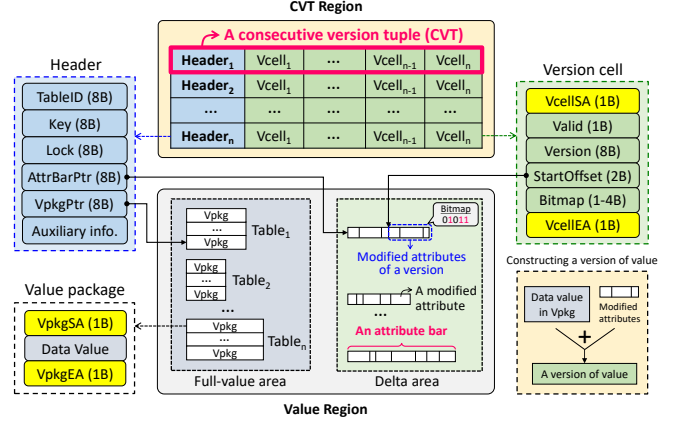 CVT Region
A consecutive version tuple (CVT)
Header1 Vcell1 ... Vcelln-1 Vcelln
Header2 Vcell1 ... Vcelln-1 Vcelln
... ... ... ...
Headern Vcell1 ... Vcelln-1 Vcelln
Header
TableID (8B)
Key (8B)
Lock (8B)
AttrBarPtr (8B)
VpkgPtr (8B)
Auxiliary info.
Version cell
VcellSA (1B)
Valid (1B)
Version (8B)
StartOffset (2B)
Bitmap (1-4B)
VcellEA (1B)
Value package
VpkgSA (1B)
Data Value
VpkgEA (1B)
Vpkg
...
Vpkg
Table1
Vpkg
...
Vpkg
Table2
...
Vpkg
...
Vpkg
Tablen
Full-value area
Bitmap
01011
Modified attributes
of a version
A modified
attribute
...
An attribute bar
Delta area
Value Region
Constructing a version of value
Data value
in Vpkg
Modified
attributes
+
A version of value